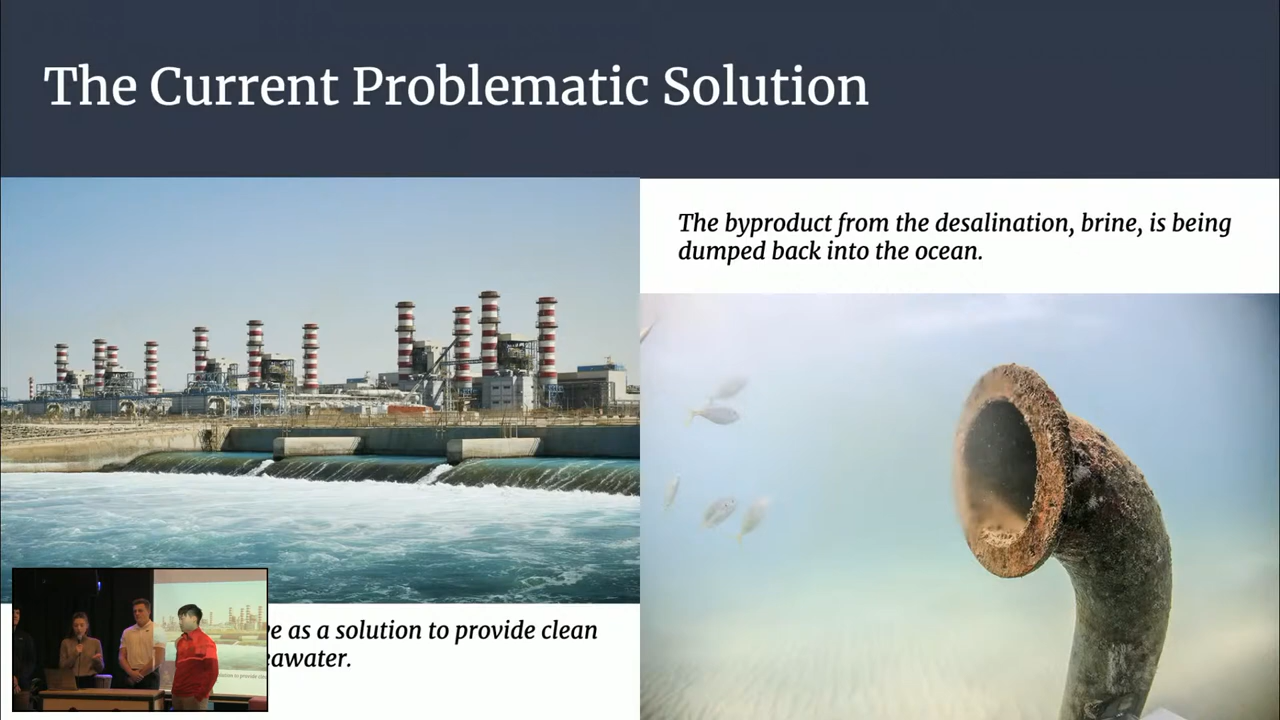 The Current Problematic Solution
The byproduct from the desalination, brine, is being
dumped back into the ocean.
as a solution to provide clean